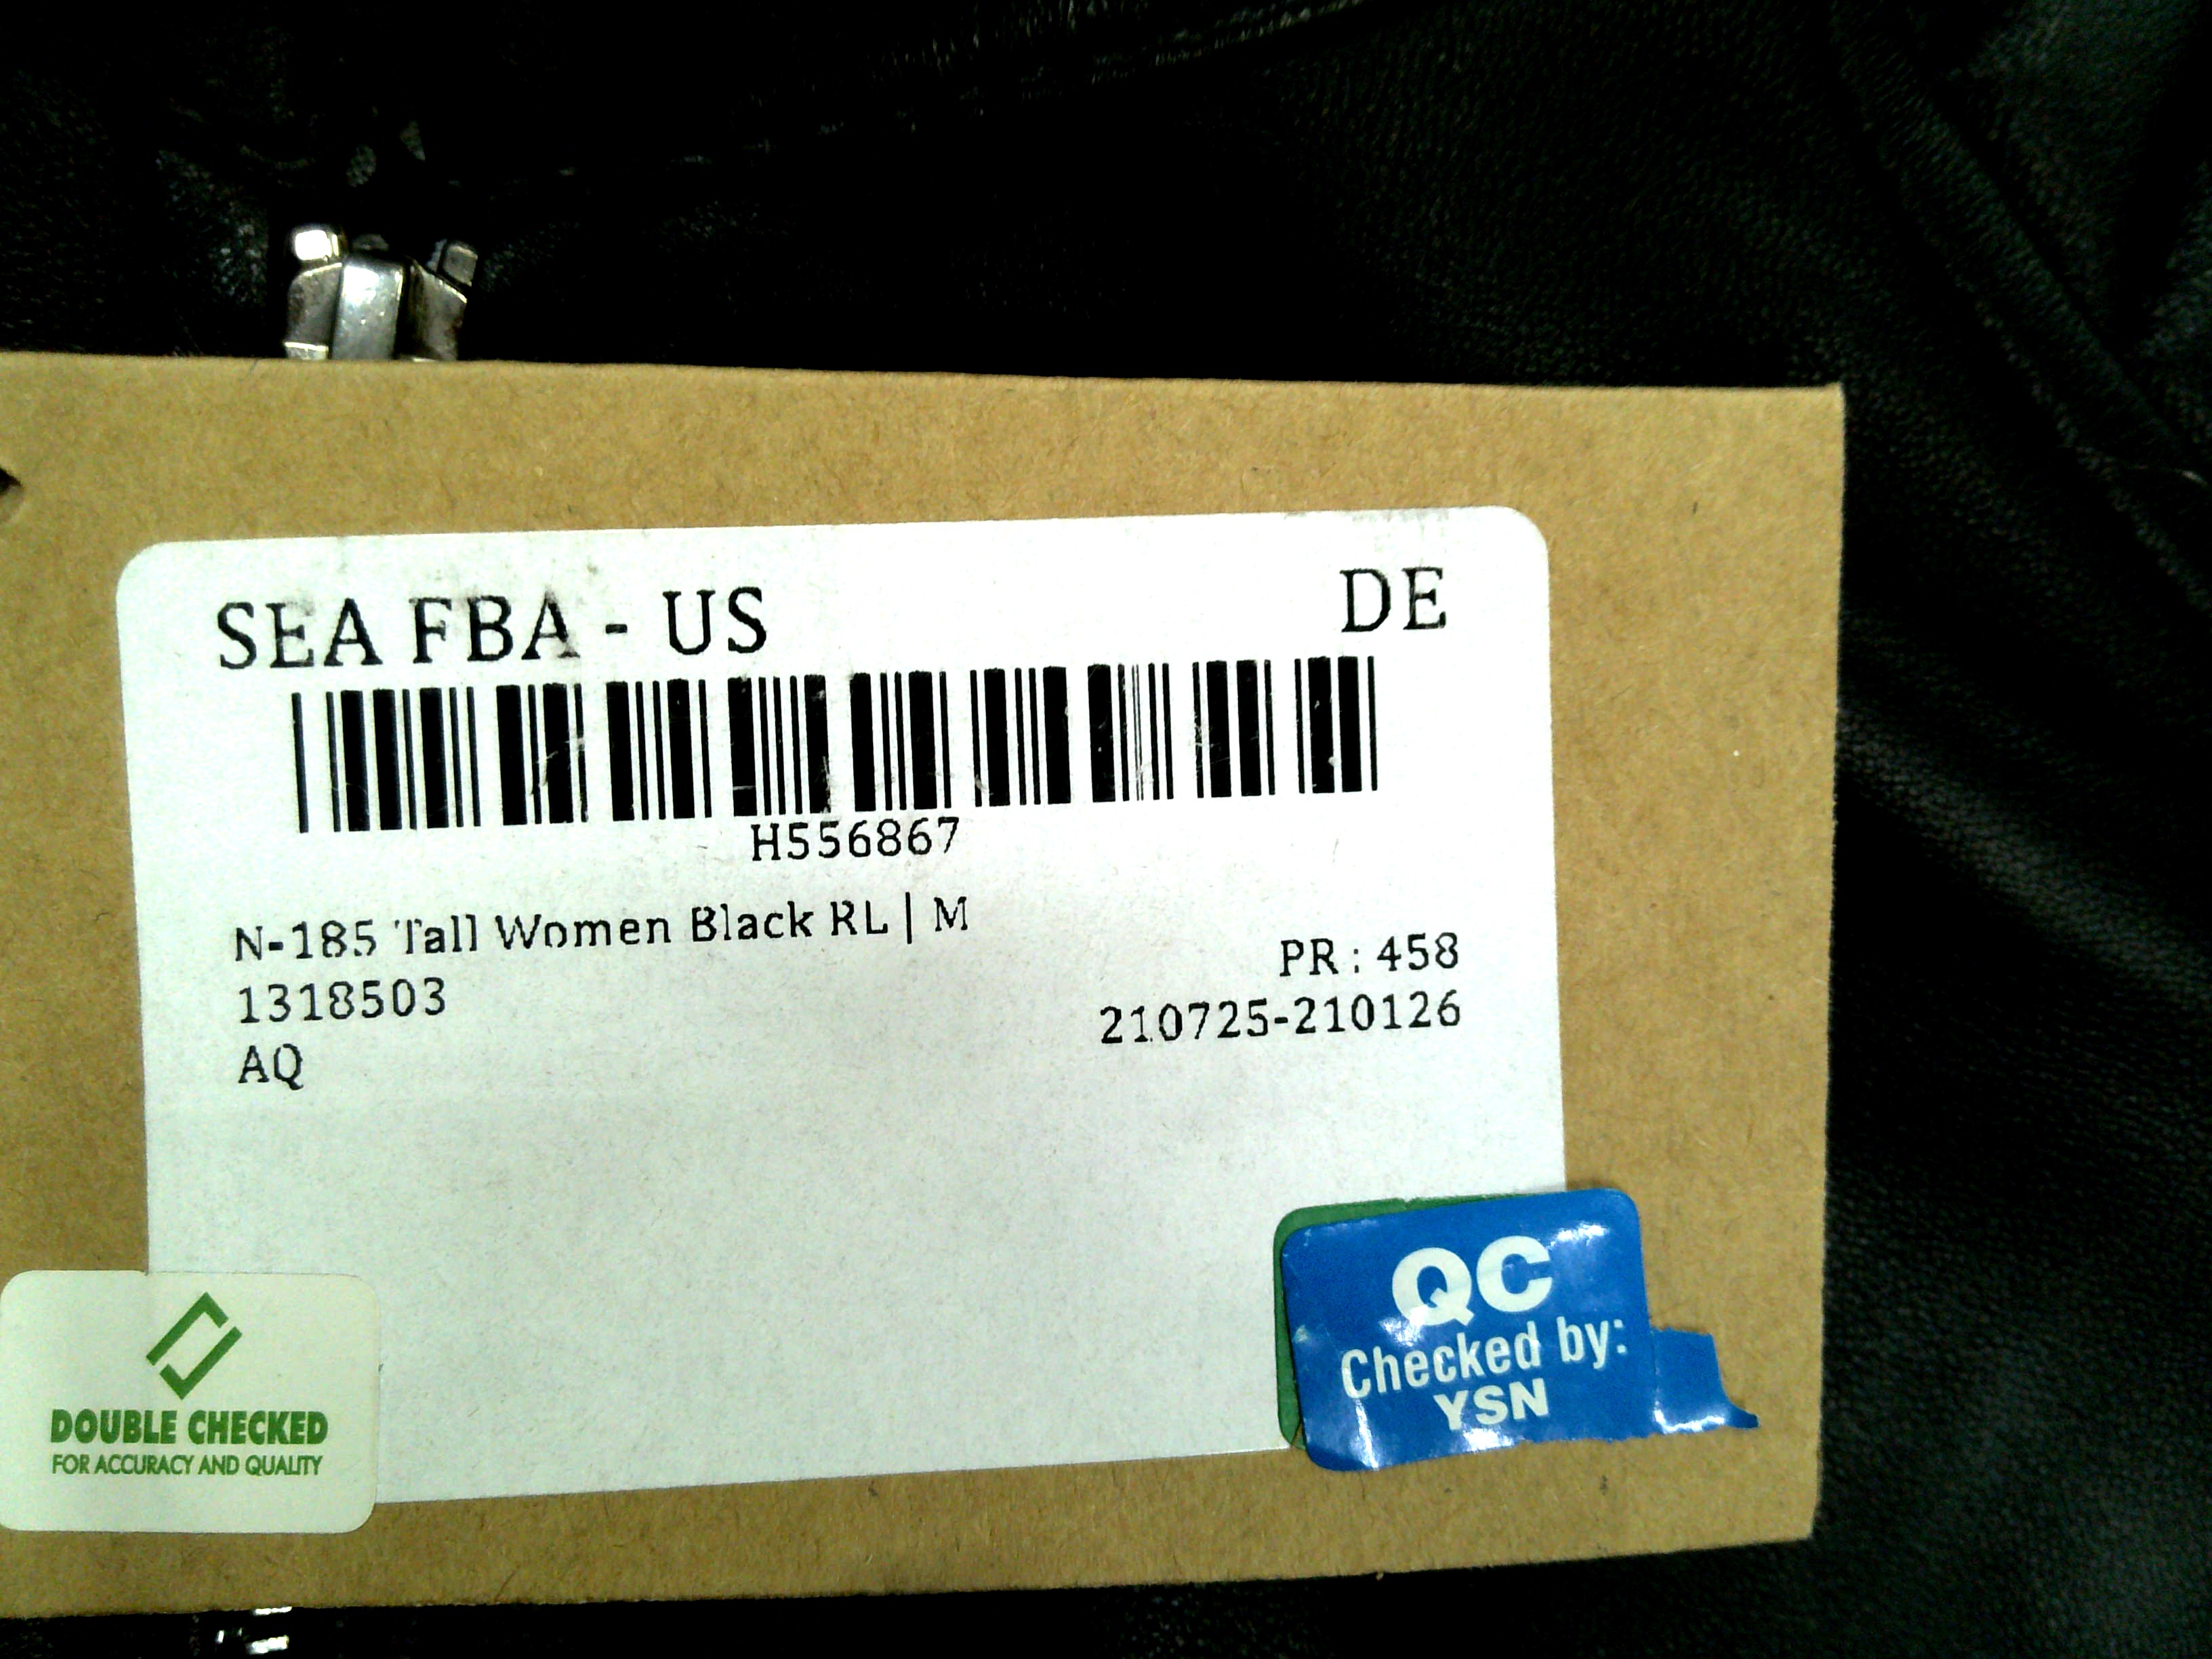 SEA FBA - US DE
H556867
N-185 Tall Women Black RL | M
PR : 458
1318503
210725-210126
AQ
QC
Checked by:
YSN
DOUBLE CHECKED
FOR ACCURACY AND QUALITY